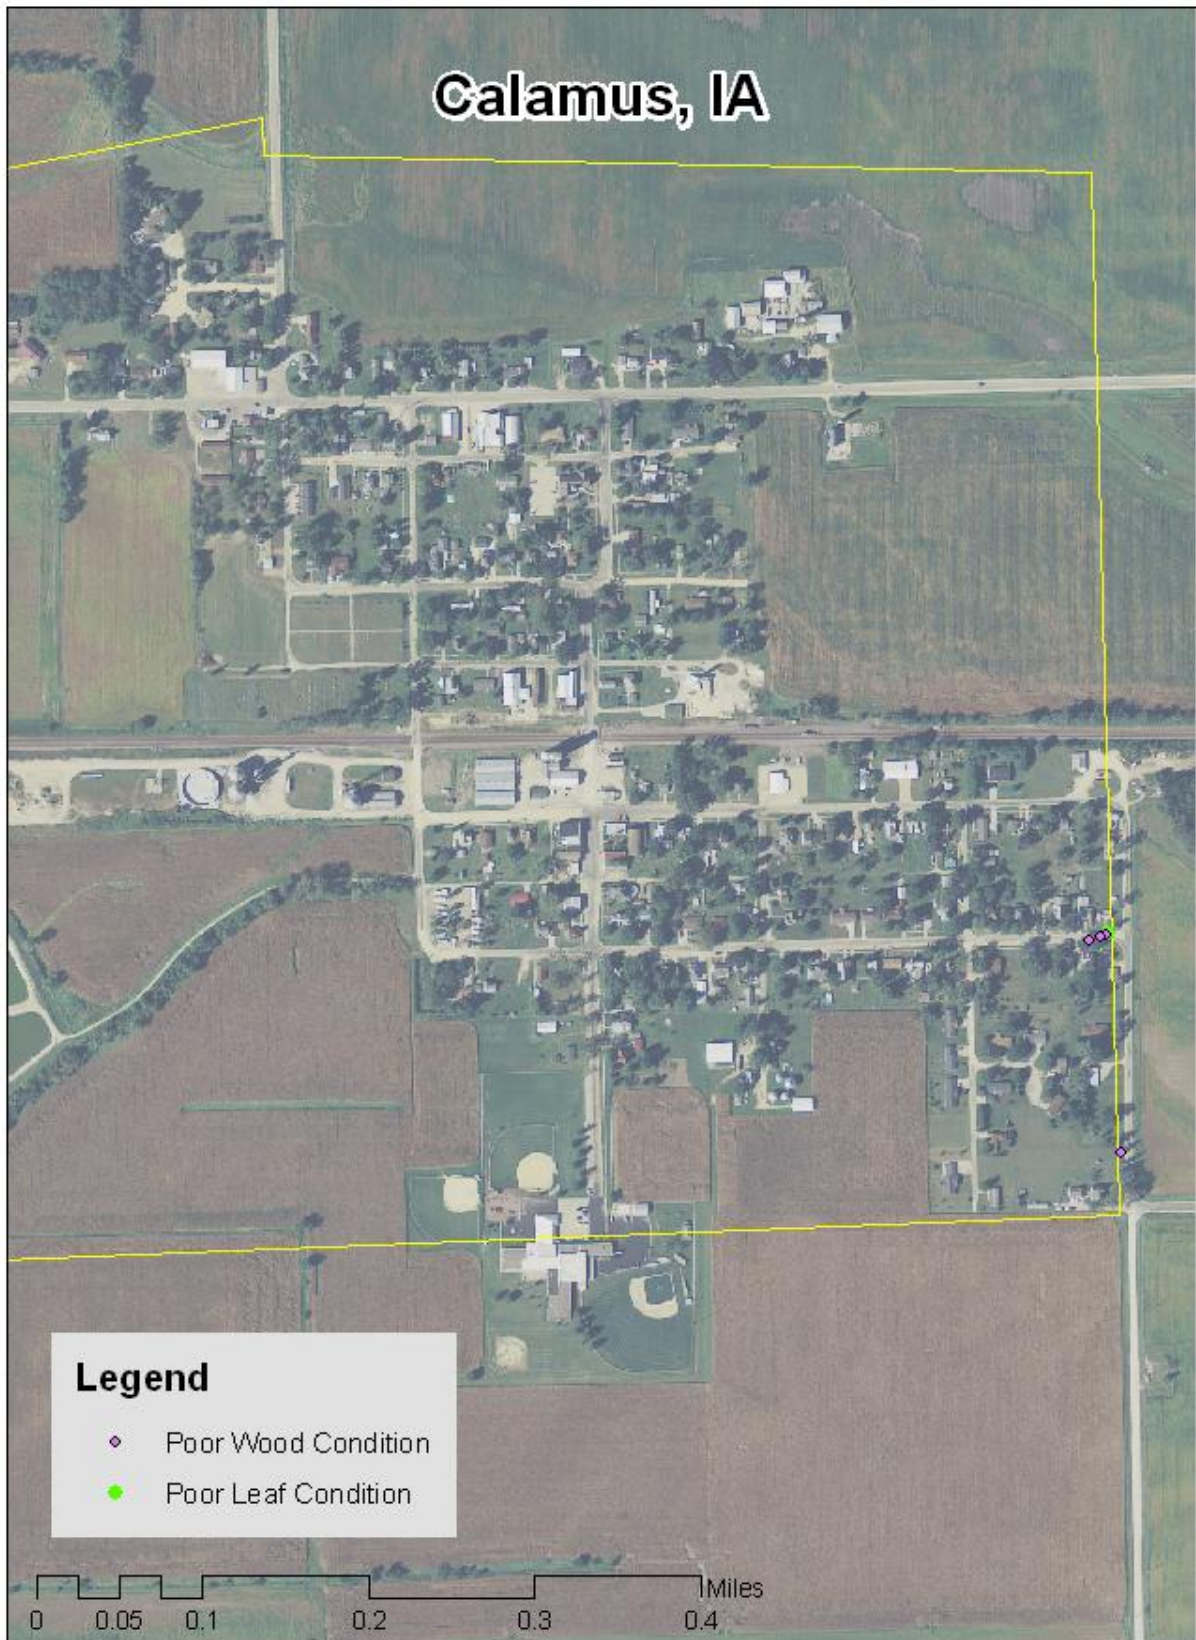 Calamus, IA
Legend
Poor Wood Condition
Poor Leaf Condition
Miles
0 0.05 0.1 0.2 0.3 0.4